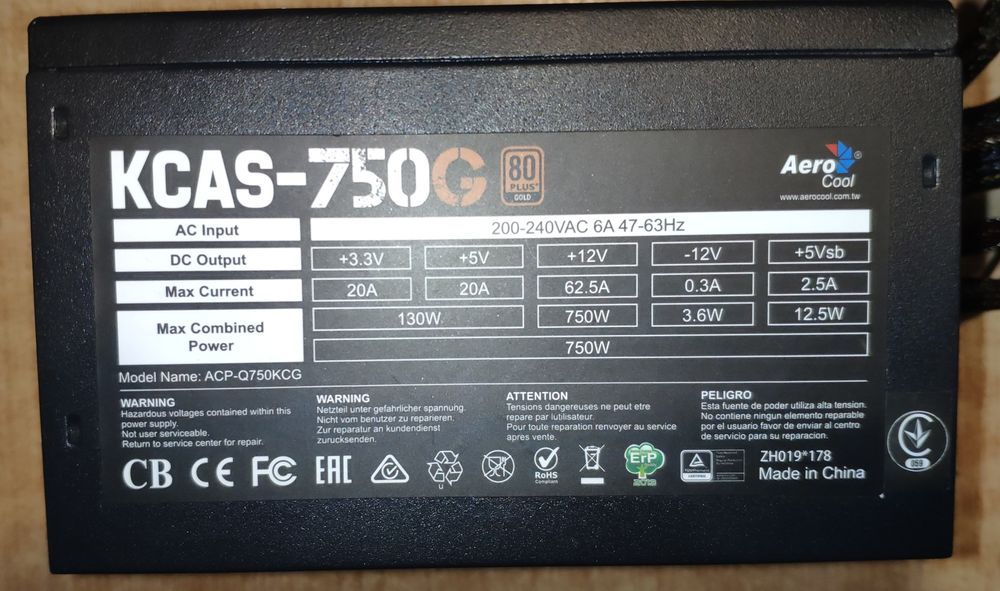 KCAS-750G 80 PLUS GOLD
Aero Cool
www.aerocool.com.tw
AC Input 200-240VAC 6A 47-63Hz
DC Output +3.3V +5V +12V -12V +5Vsb
Max Current 20A 20A 62.5A 0.3A 2.5A
Max Combined Power 130W 750W 3.6W 12.5W
750W
Model Name: ACP-Q750KCG
WARNING
Hazardous voltages contained within this
power supply.
Not user serviceable.
Return to service center for repair.
WARNING
Netzteil unter gefahrlicher spannung.
Nicht vom benutzer zu reparieren.
Zur reparatur an kundendienst
zurucksenden.
ATTENTION
Tensions dangereuses ne peut etre
repare par lutilisateur.
Pour toute reparation revoyer au service
apres vente.
PELIGRO
Esta fuente de poder utiliza alta tension.
No contiene ningun elemento reparable
por el usuario favor de enviar al centro
de servicio para su reparacion.
CB CE FC EAC
RoHS
Compliant
ErP
2013
ZH019*178
Made in China
059